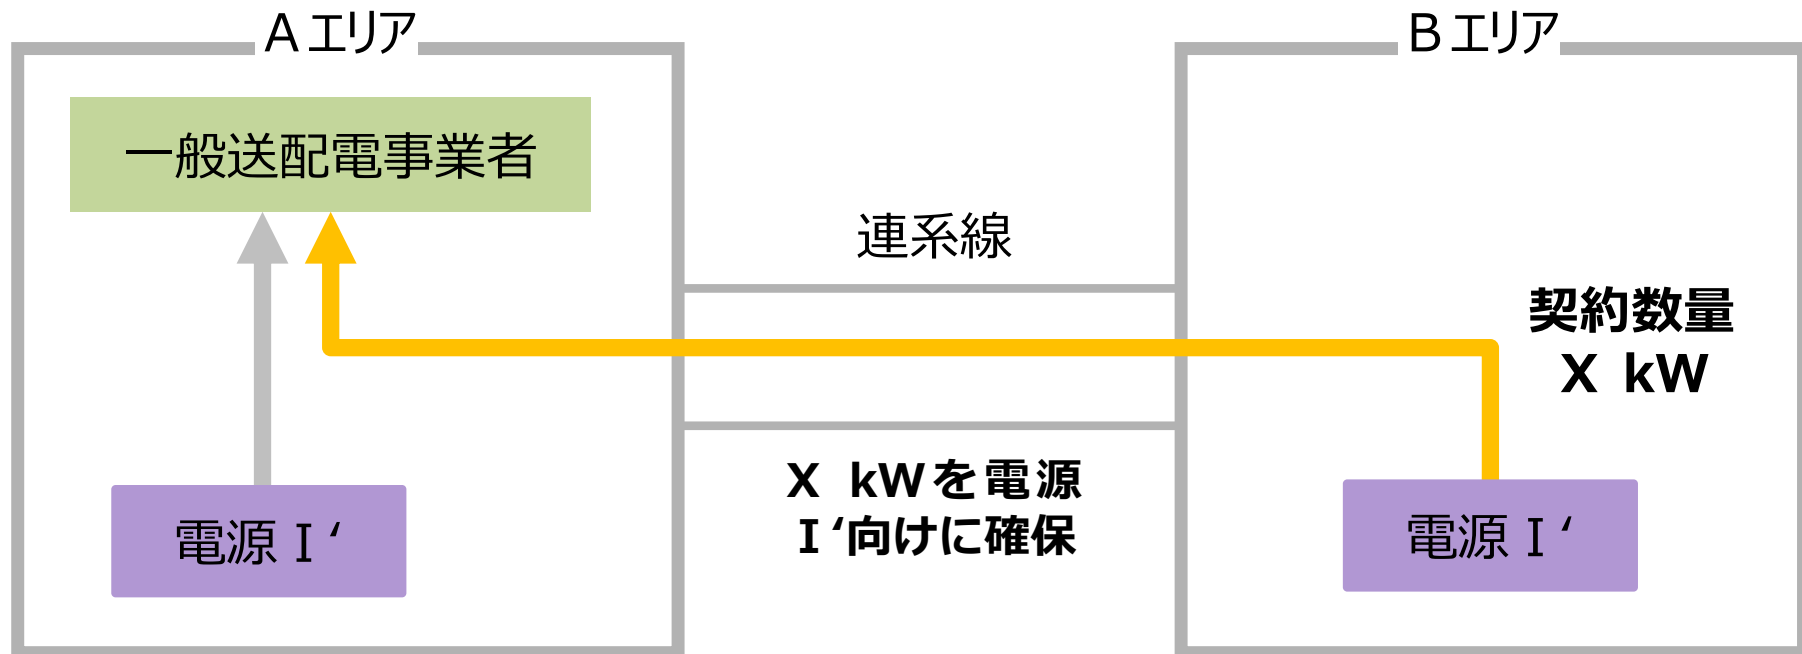 Aエリア
Bエリア
一般送配電事業者
連系線
契約数量
X kW
X kWを電源
I‘向けに確保
電源I‘
電源I‘